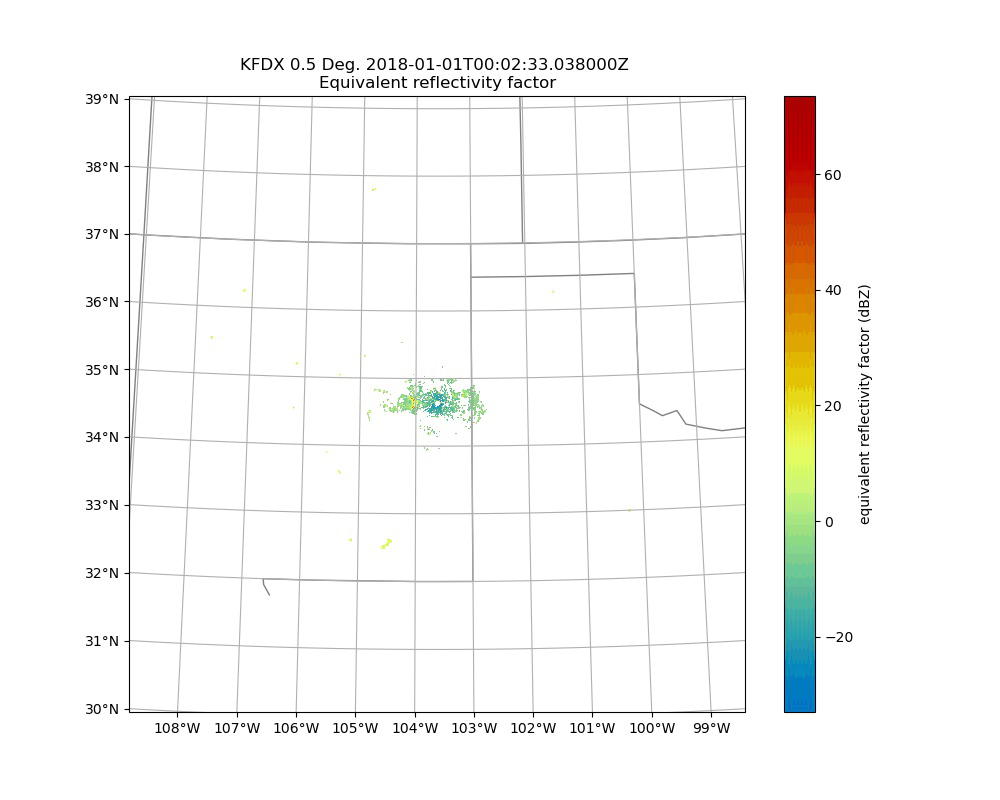 KFDX 0.5 Deg. 2018-01-01T00:02:33.038000Z
Equivalent reflectivity factor
39°N
38°N
37°N
36°N
35°N
34°N
33°N
32°N
31°N
30°N
108°W 107°W 106°W 105°W 104°W 103°W 102°W 101°W 100°W 99°W
60
40
20
0
−20
equivalent reflectivity factor (dBZ)